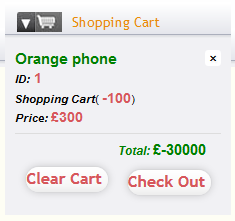 Shopping Cart
Orange phone
ID: 1
Shopping Cart( -100)
Price: £300
Total: £-30000
Clear Cart Check Out